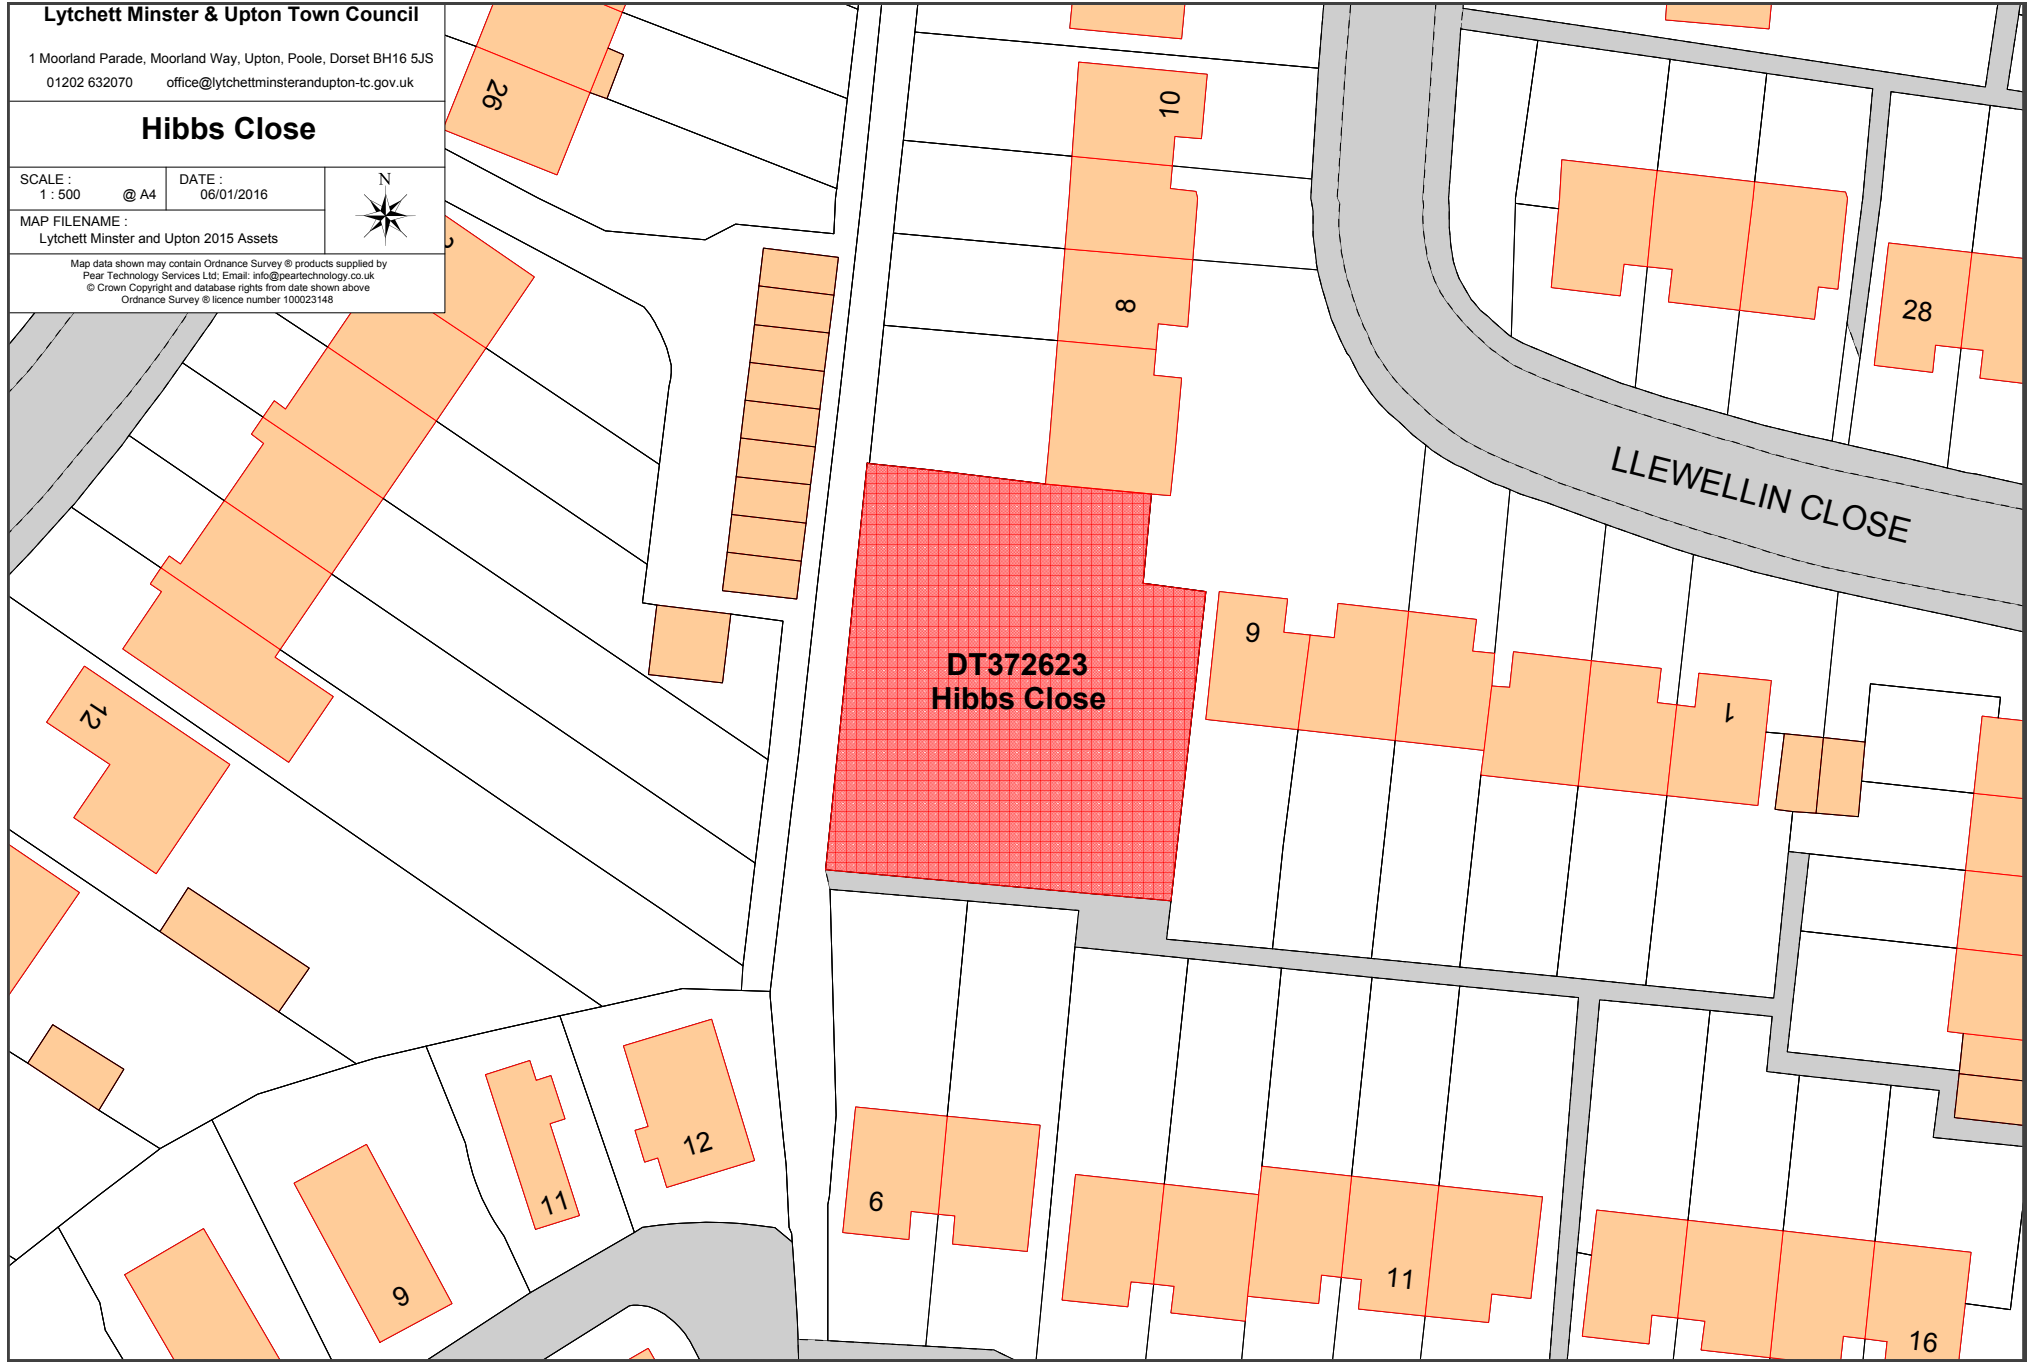 Lytchett Minster & Upton Town Council
1 Moorland Parade, Moorland Way, Upton, Poole, Dorset BH16 5JS
01202 632070 office@lytchettminsterandupton-tc.gov.uk
Hibbs Close
SCALE :
1 : 500 @ A4
DATE :
06/01/2016
N
MAP FILENAME :
Lytchett Minster and Upton 2015 Assets
Map data shown may contain Ordnance Survey ® products supplied by
Pear Technology Services Ltd; Email: info@peartechnology.co.uk
© Crown Copyright and database rights from date shown above
Ordnance Survey ® licence number 100023148
26
10
8
28
LLEWELLIN CLOSE
6
DT372623
Hibbs Close
1
12
12
11
6
9
11
16